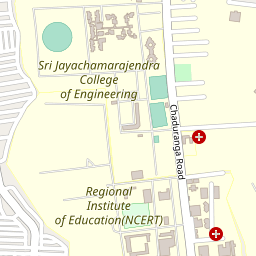 Sri Jayachamarajendra
College
of Engineering
Chaduranga Road
Regional
Institute
of Education(NCERT)